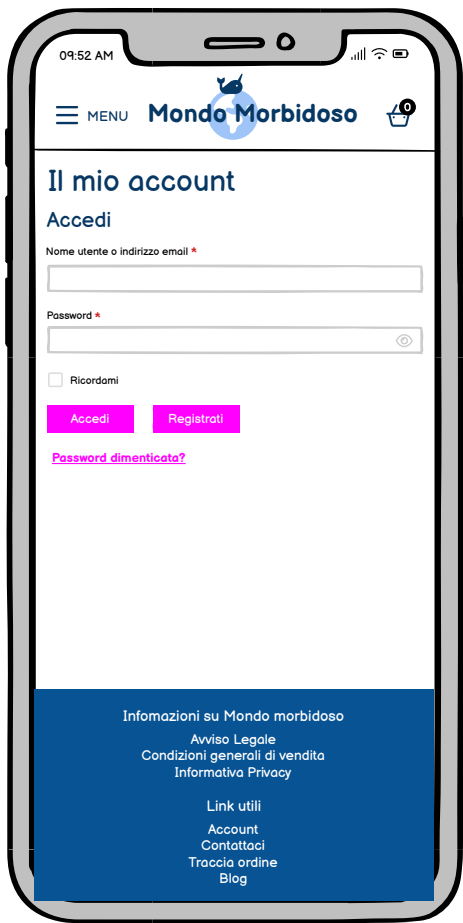 09:52 AM
MENU
Mondo Morbidoso
0
Il mio account
Accedi
Nome utente o indirizzo email *
Password *
Ricordami
Accedi
Registrati
Password dimenticata?
Infomazioni su Mondo morbidoso
Avviso Legale
Condizioni generali di vendita
Informativa Privacy
Link utili
Account
Contattaci
Traccia ordine
Blog